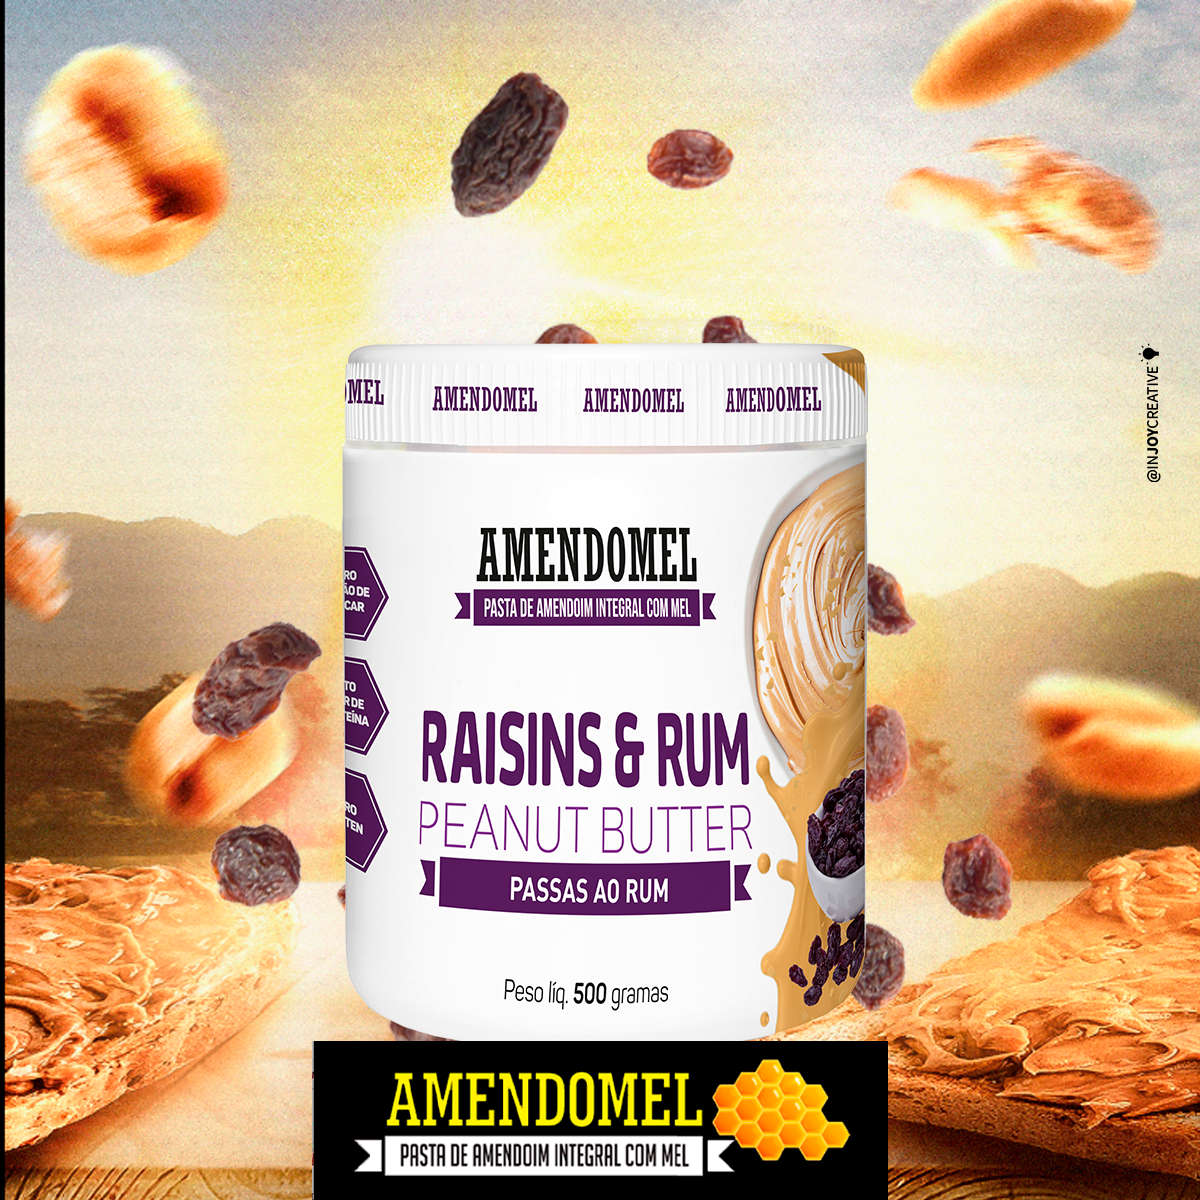 AMENDOMEL AMENDOMEL AMENDOMEL
@INJOYCREATIVE
AMENDOMEL
PASTA DE AMENDOIM INTEGRAL COM MEL
RAISINS & RUM
PEANUT BUTTER
PASSAS AO RUM
Peso líq. 500 gramas
AMENDOMEL
PASTA DE AMENDOIM INTEGRAL COM MEL